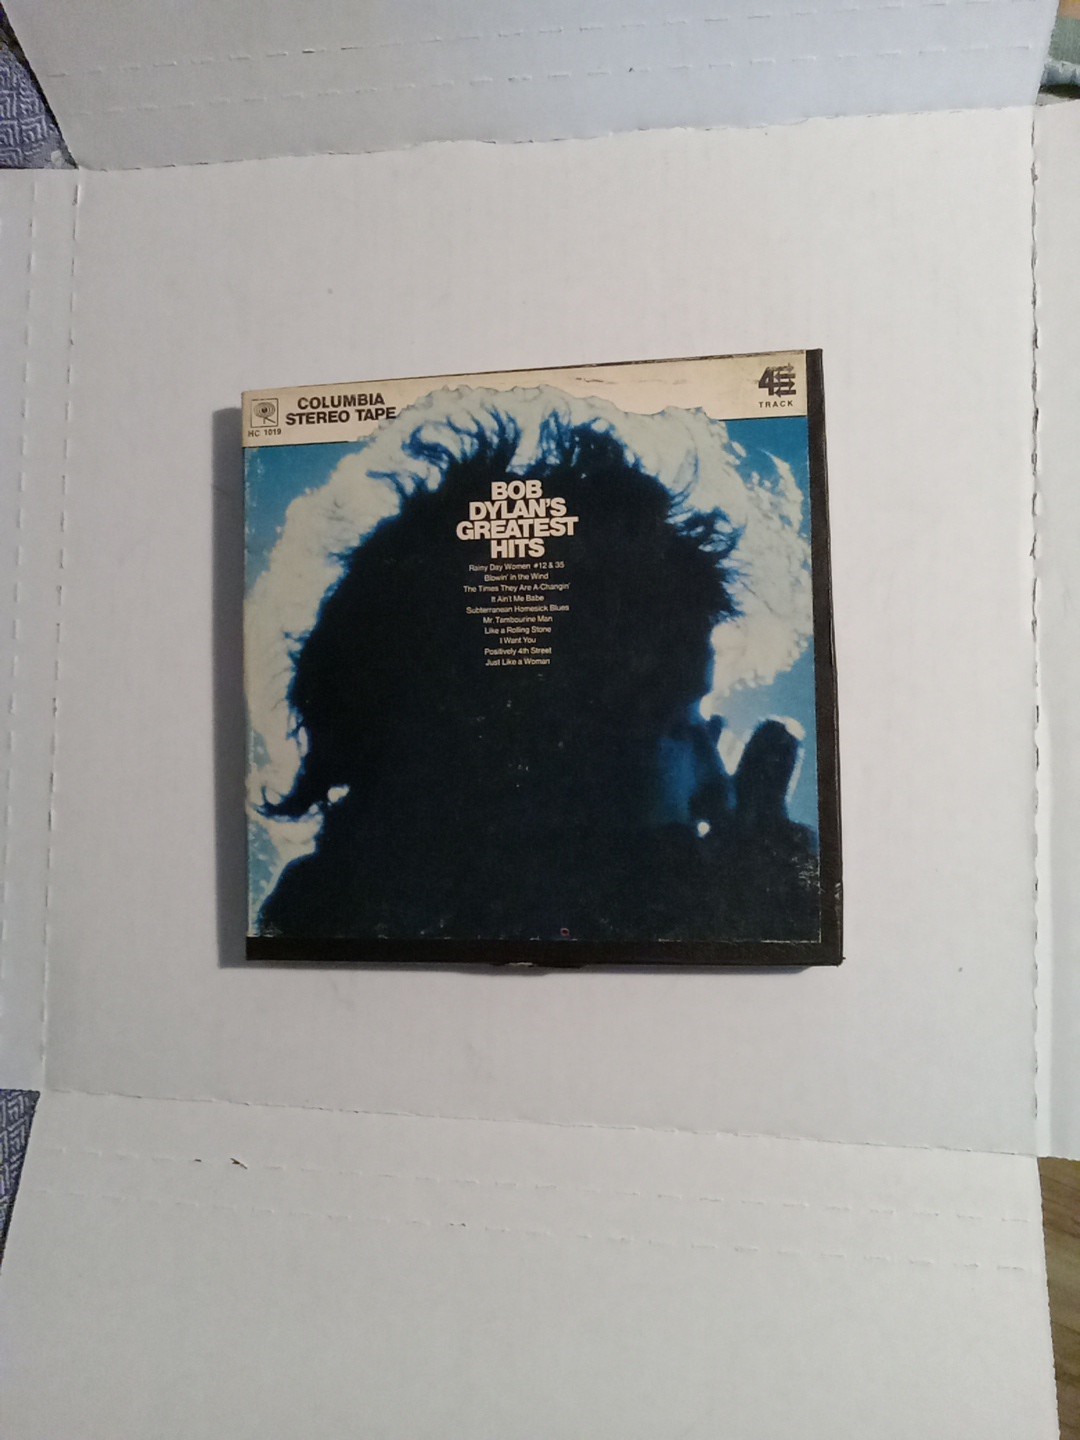 COLUMBIA
STEREO TAPE
HC 1019
4
TRACK
BOB
DYLAN'S
GREATEST
HITS
Rainy Day Women #12 & 35
Blowin' in the Wind
The Times They Are A-Changin'
It Ain't Me Babe
Subterranean Homesick Blues
Mr. Tambourine Man
Like a Rolling Stone
I Want You
Positively 4th Street
Just Like a Woman